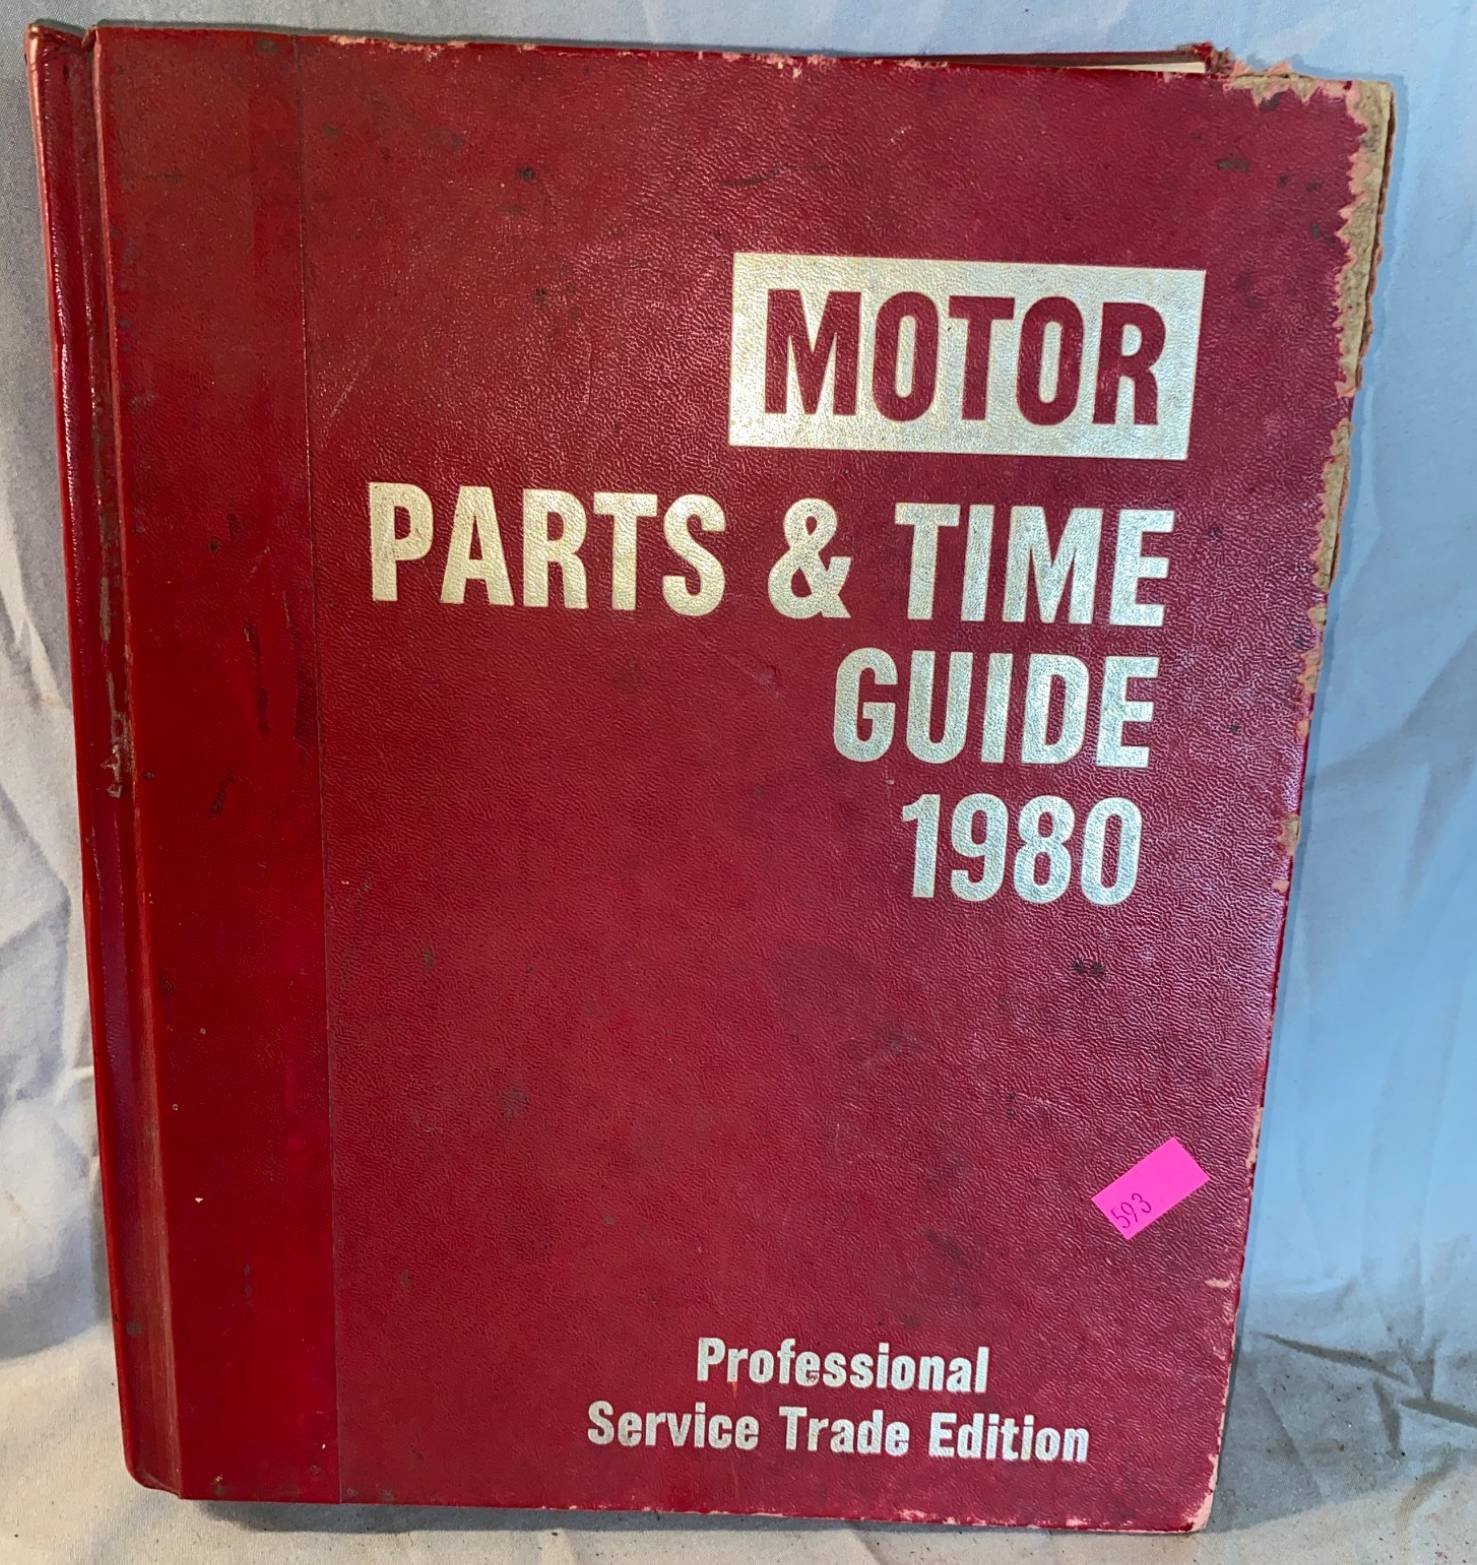 MOTOR
PARTS & TIME
GUIDE
1980
593
Professional
Service Trade Edition